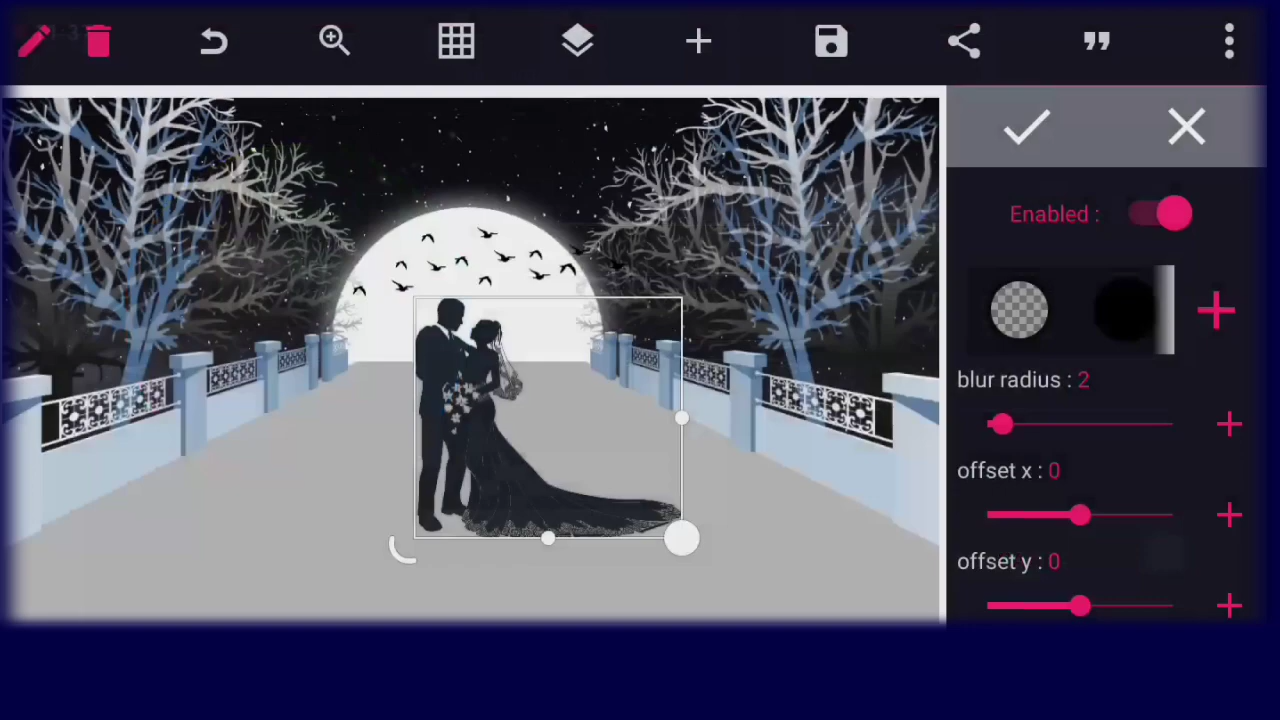 Enabled :
blur radius : 2
offset x : 0
offset y : 0